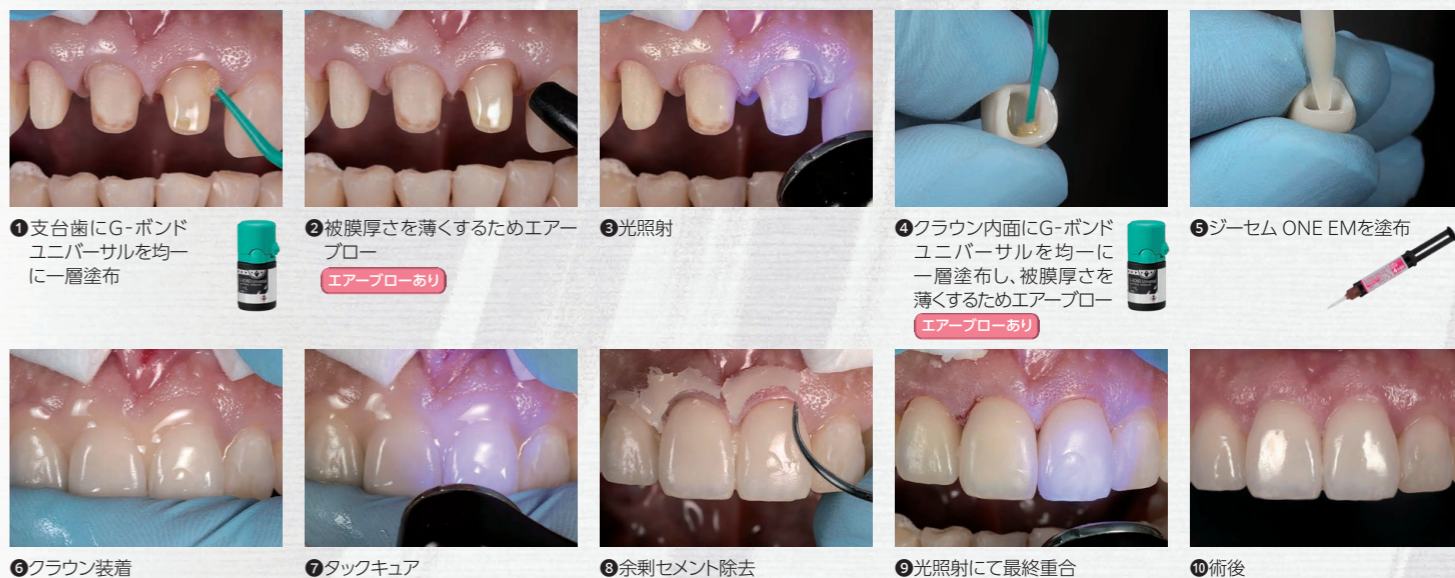 ❶支台歯にG-ボンド
ユニバーサルを均一
に一層塗布
❷被膜厚さを薄くするためエアー
ブロー
エアーブローあり
❸光照射
❹クラウン内面にG-ボンド
ユニバーサルを均一に
一層塗布し、被膜厚さを
薄くするためエアーブロー
エアーブローあり
❺ジーセム ONE EMを塗布
❻クラウン装着
❼タックキュア
❽余剰セメント除去
❾光照射にて最終重合
❿術後